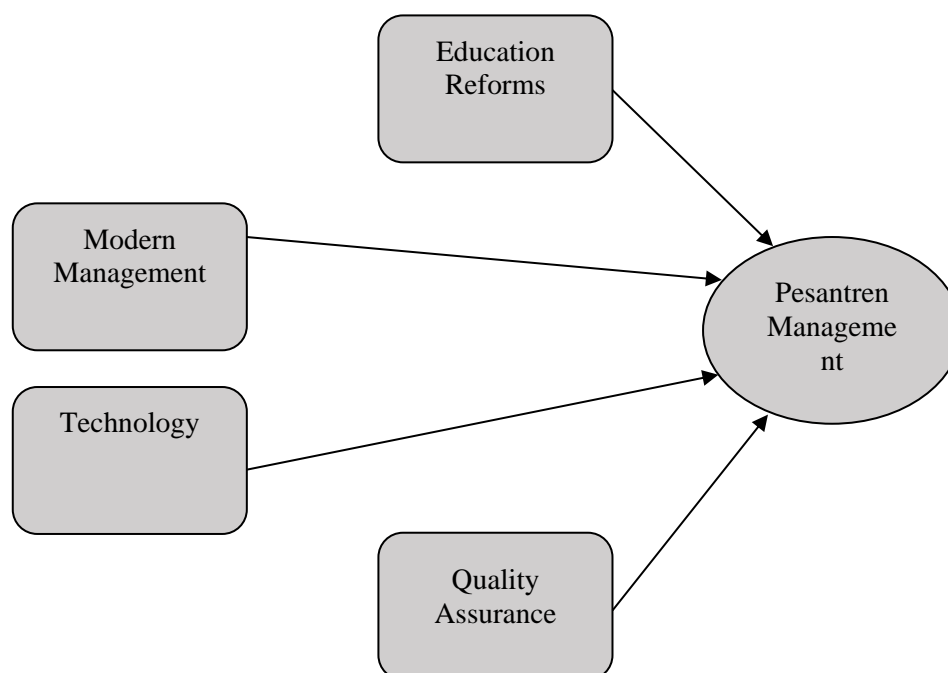 Education
Reforms
Modern
Management
Pesantren
Manageme
nt
Technology
Quality
Assurance